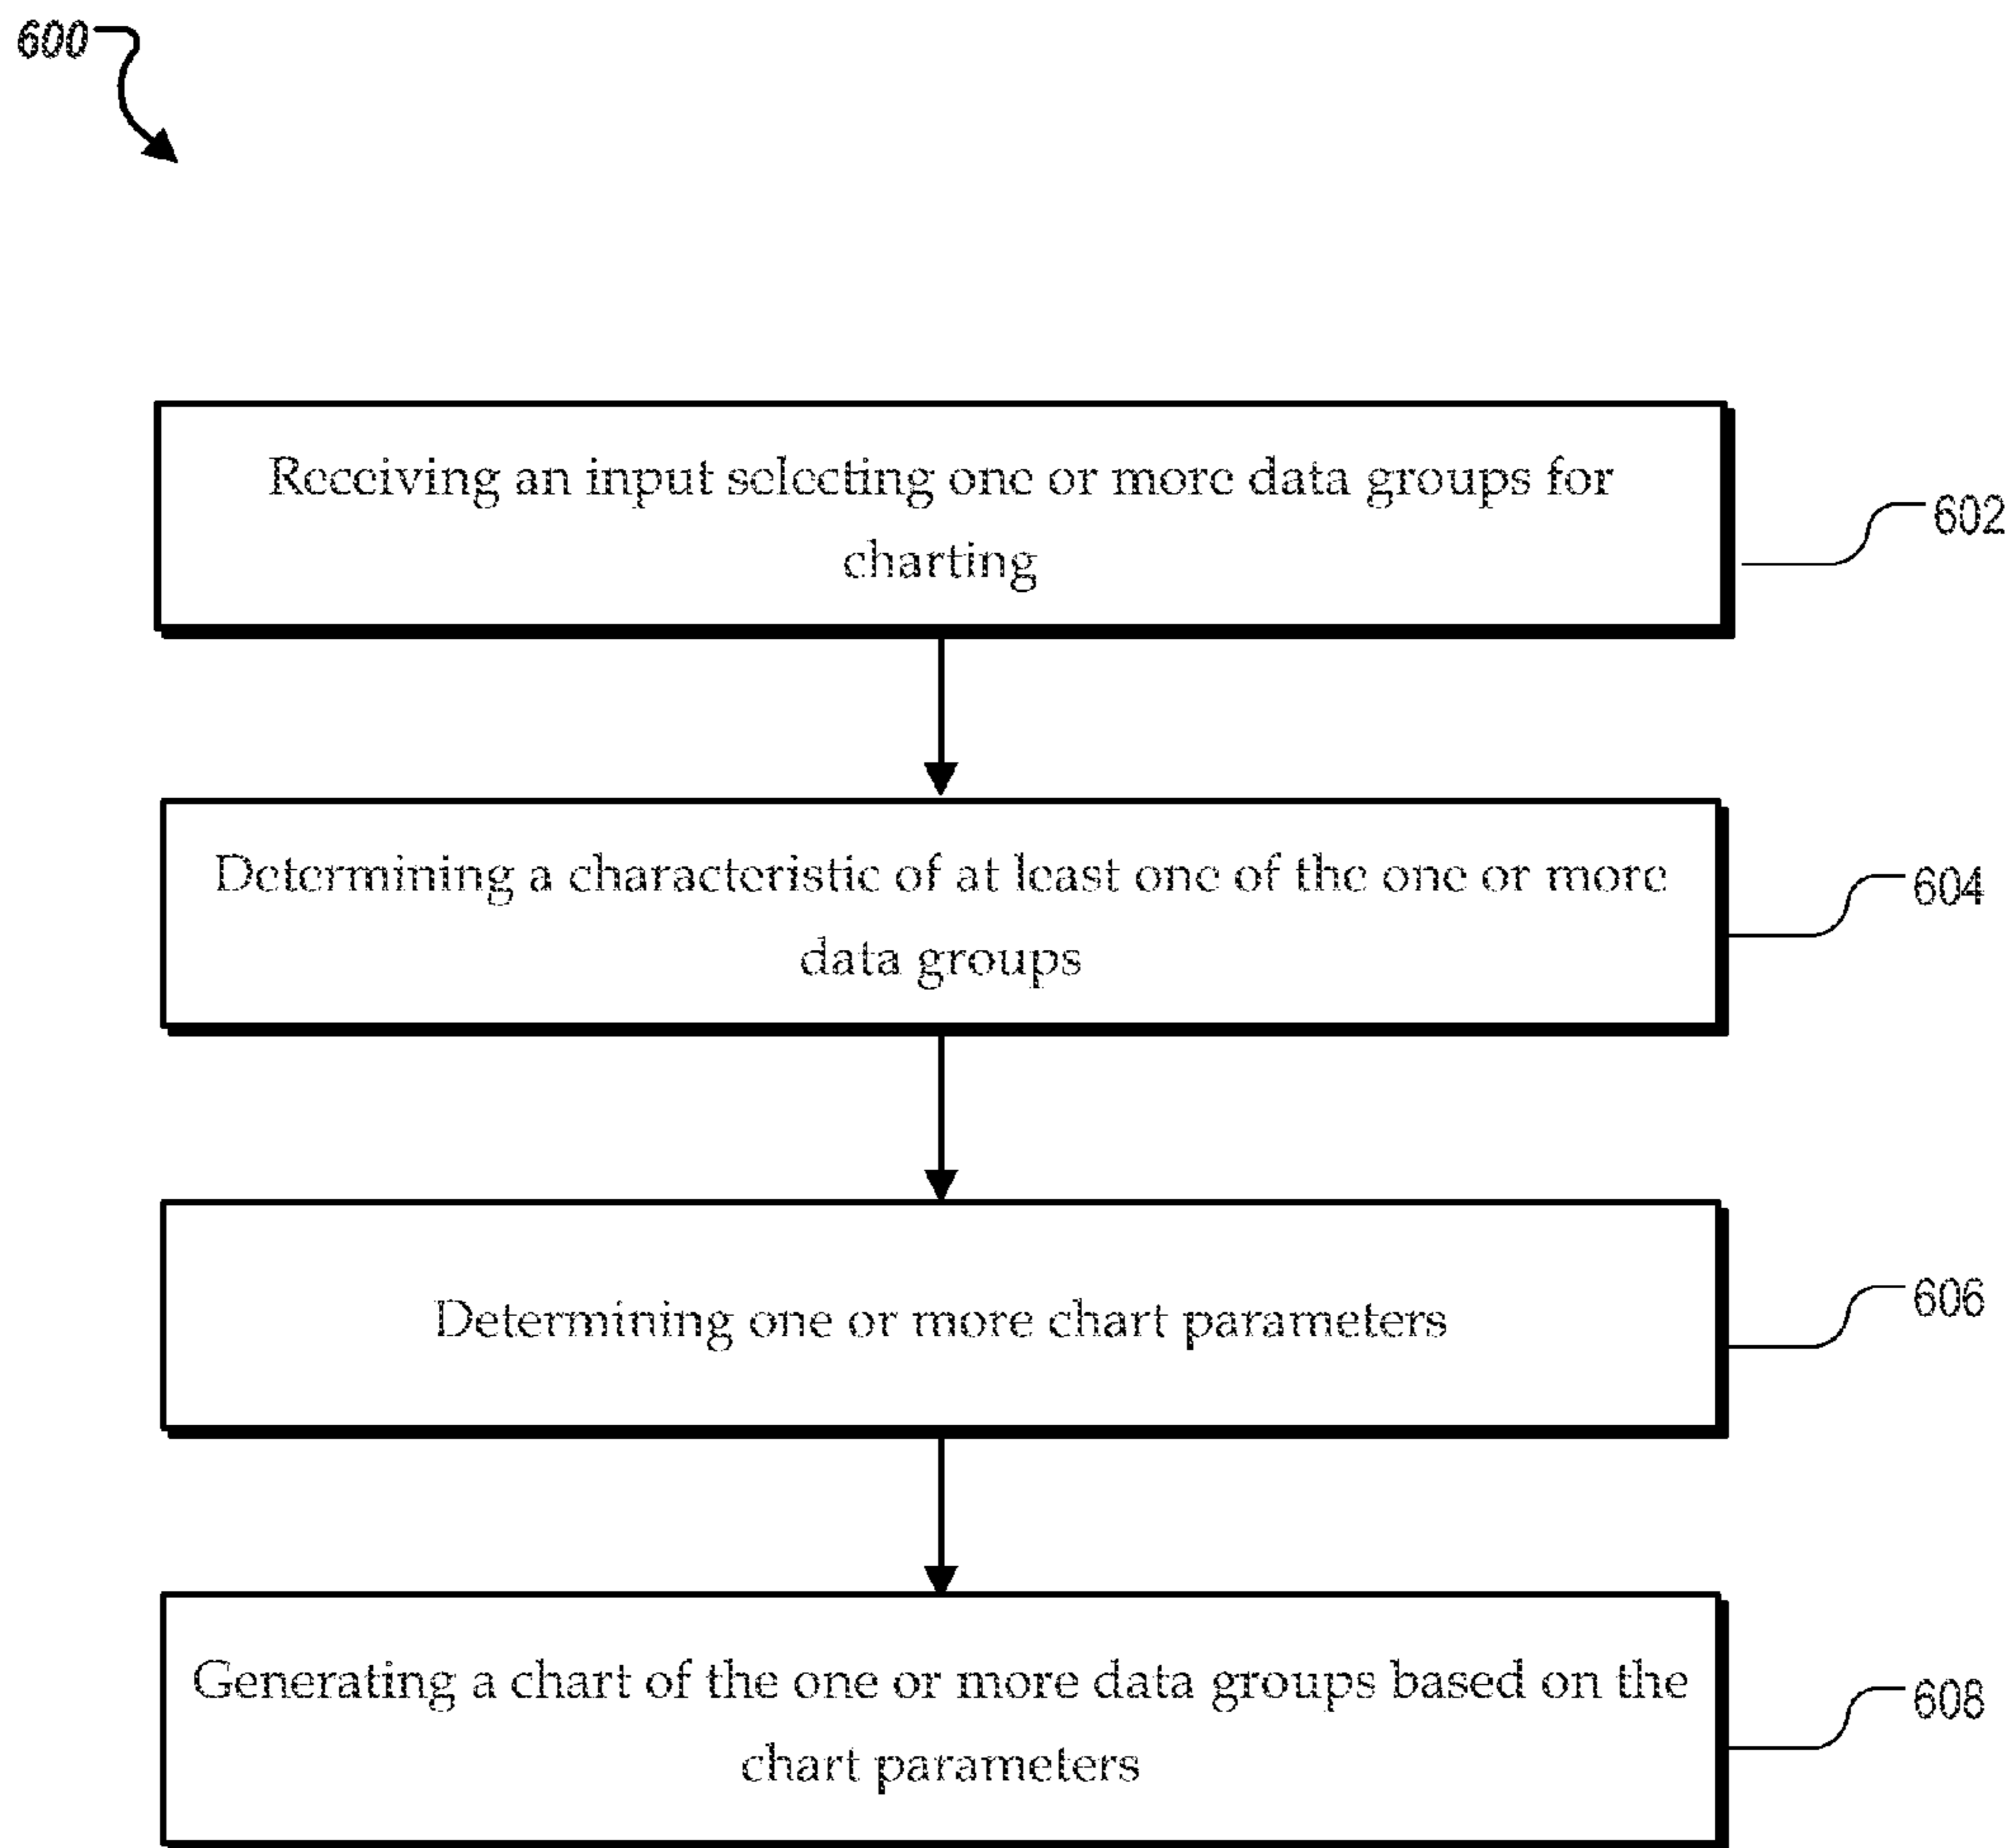 600
Receiving an input selecting one or more data groups for
charting
602
Determining a characteristic of at least one of the one or more
data groups
604
Determining one or more chart parameters
606
Generating a chart of the one or more data groups based on the
chart parameters
608